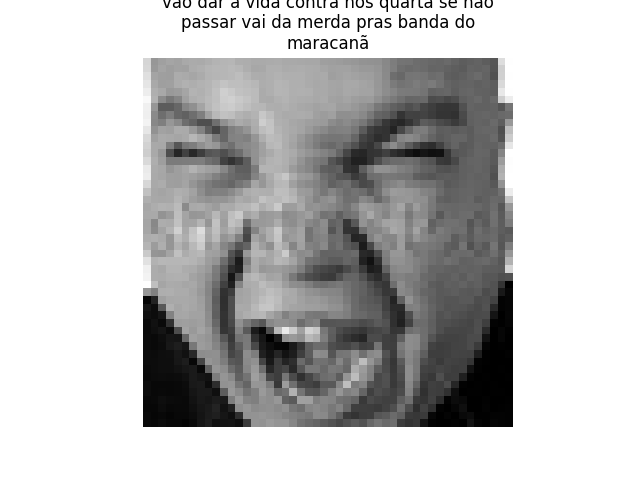 vão dar a vida contra nós quarta se não
passar vai da merda pras banda do
maracanã